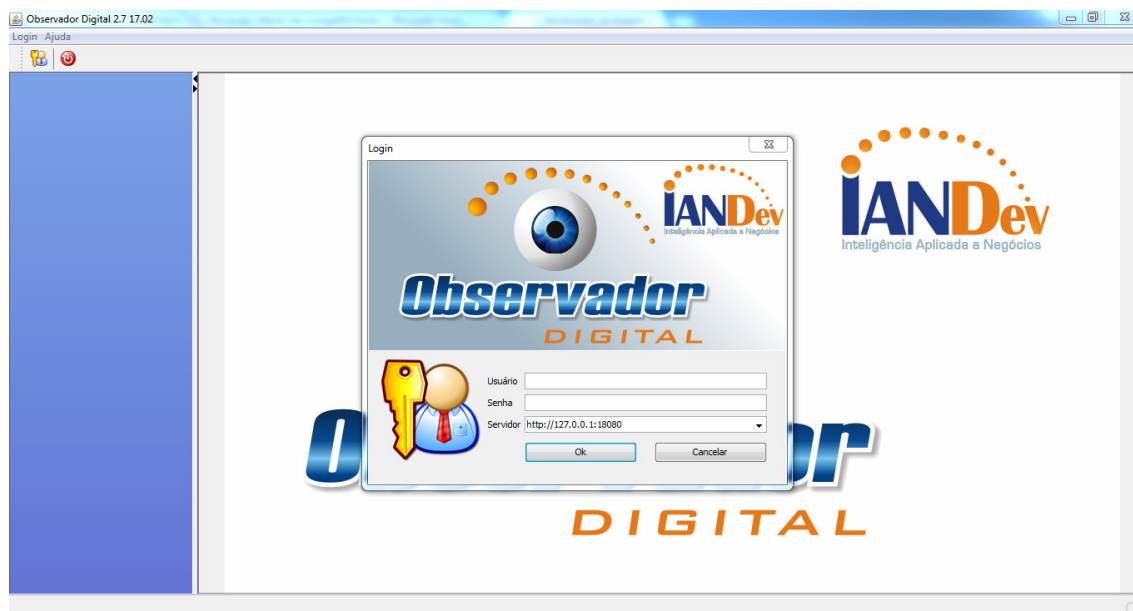 Observador Digital 2.7 17.02
Login Ajuda
Login
IANDev
Inteligência Aplicada a Negócios
Observador
DIGITAL
IANDev
Inteligência Aplicada a Negócios
Usuário
Senha
Servidor http://127.0.0.1:18080
Ok Cancelar
DIGITAL